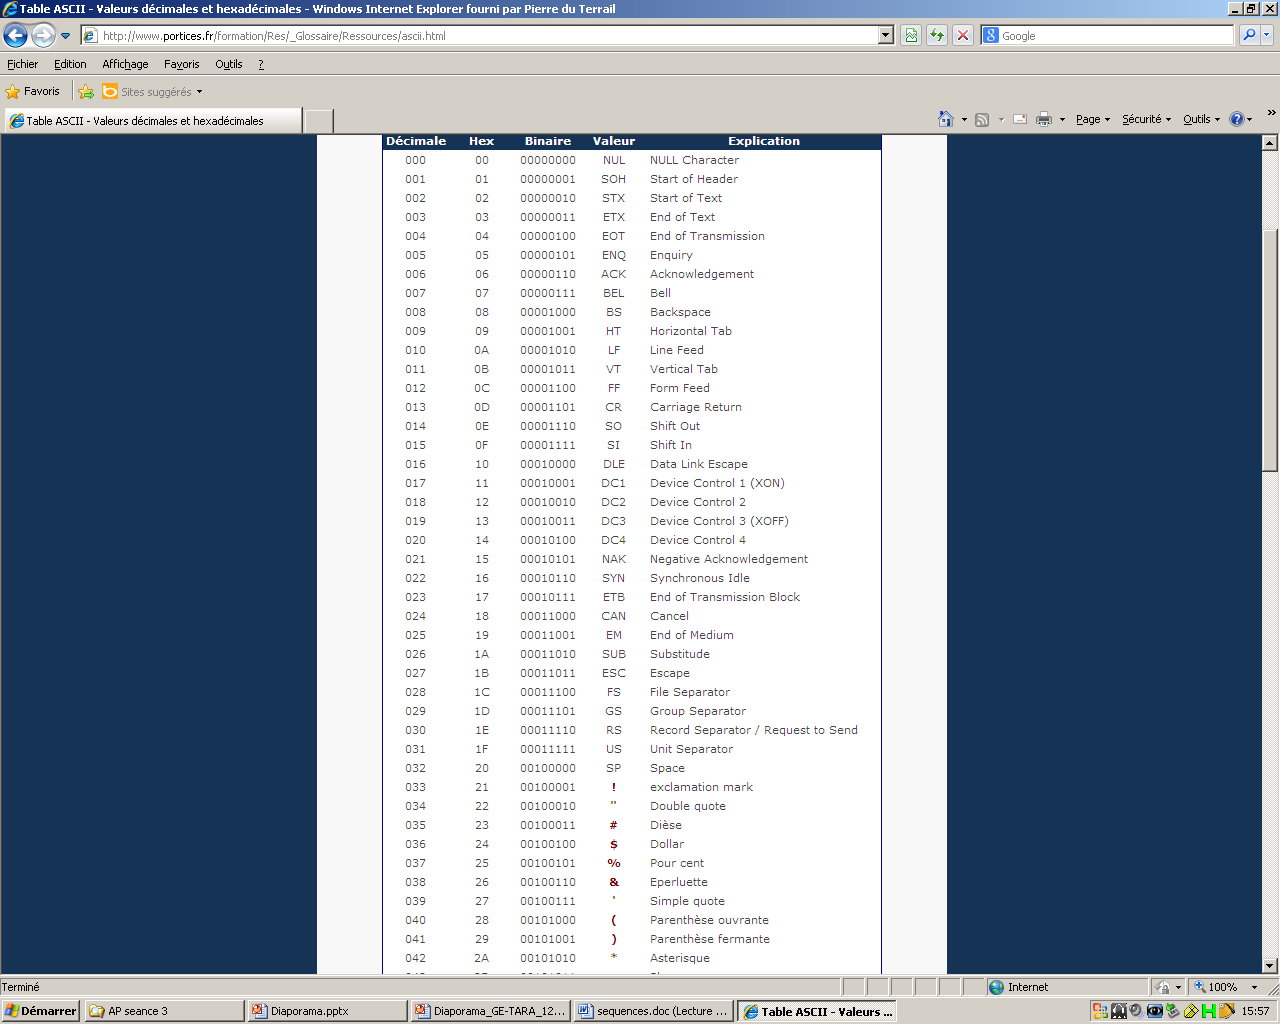 Table ASCII - Valeurs décimales et hexadécimales - Windows Internet Explorer fourni par Pierre du Terrail
http://www.portices.fr/formation/Res/_Glossaire/Ressources/ascii.html
Google
Fichier Edition Affichage Favoris Outils ?
Favoris Sites suggérés
Table ASCII - Valeurs décimales et hexadécimales
Page Sécurité Outils
Décimale Hex Binaire Valeur Explication
000 00 00000000 NUL NULL Character
001 01 00000001 SOH Start of Header
002 02 00000010 STX Start of Text
003 03 00000011 ETX End of Text
004 04 00000100 EOT End of Transmission
005 05 00000101 ENQ Enquiry
006 06 00000110 ACK Acknowledgement
007 07 00000111 BEL Bell
008 08 00001000 BS Backspace
009 09 00001001 HT Horizontal Tab
010 0A 00001010 LF Line Feed
011 0B 00001011 VT Vertical Tab
012 0C 00001100 FF Form Feed
013 0D 00001101 CR Carriage Return
014 0E 00001110 SO Shift Out
015 0F 00001111 SI Shift In
016 10 00010000 DLE Data Link Escape
017 11 00010001 DC1 Device Control 1 (XON)
018 12 00010010 DC2 Device Control 2
019 13 00010011 DC3 Device Control 3 (XOFF)
020 14 00010100 DC4 Device Control 4
021 15 00010101 NAK Negative Acknowledgement
022 16 00010110 SYN Synchronous Idle
023 17 00010111 ETB End of Transmission Block
024 18 00011000 CAN Cancel
025 19 00011001 EM End of Medium
026 1A 00011010 SUB Substitude
027 1B 00011011 ESC Escape
028 1C 00011100 FS File Separator
029 1D 00011101 GS Group Separator
030 1E 00011110 RS Record Separator / Request to Send
031 1F 00011111 US Unit Separator
032 20 00100000 SP Space
033 21 00100001 ! exclamation mark
034 22 00100010 " Double quote
035 23 00100011 # Dièse
036 24 00100100 $ Dollar
037 25 00100101 % Pour cent
038 26 00100110 & Eperluette
039 27 00100111 ' Simple quote
040 28 00101000 ( Parenthèse ouvrante
041 29 00101001 ) Parenthèse fermante
042 2A 00101010 * Asterisque
Terminé Internet 100%
Démarrer AP seance 3 Diaporama.pptx Diaporama_GE-TARA_12... sequences.doc (Lecture ... Table ASCII - Valeurs ... 15:57